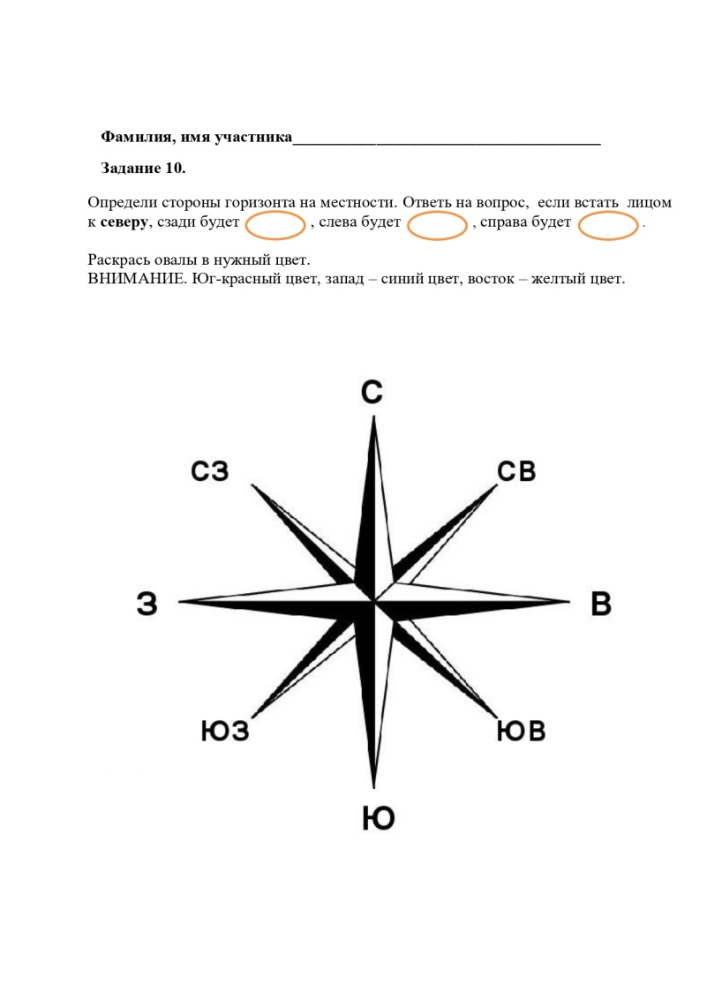 Фамилия, имя участника_____________________________________
Задание 10.
Определи стороны горизонта на местности. Ответь на вопрос, если встать лицом
к северу, сзади будет , слева будет , справа будет .
Раскрась овалы в нужный цвет.
ВНИМАНИЕ. Юг-красный цвет, запад – синий цвет, восток – желтый цвет.
С
СЗ СВ
З В
ЮЗ ЮВ
Ю